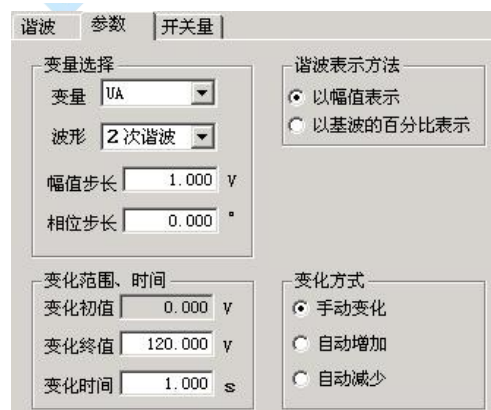 谐波 参数 开关量
变量选择
变量 UA
波形 2次谐波
幅值步长 1.000 V
相位步长 0.000 °
谐波表示方法
以幅值表示
以基波的百分比表示
变化范围、时间
变化初值 0.000 V
变化终值 120.000 V
变化时间 1.000 s
变化方式
手动变化
自动增加
自动减少